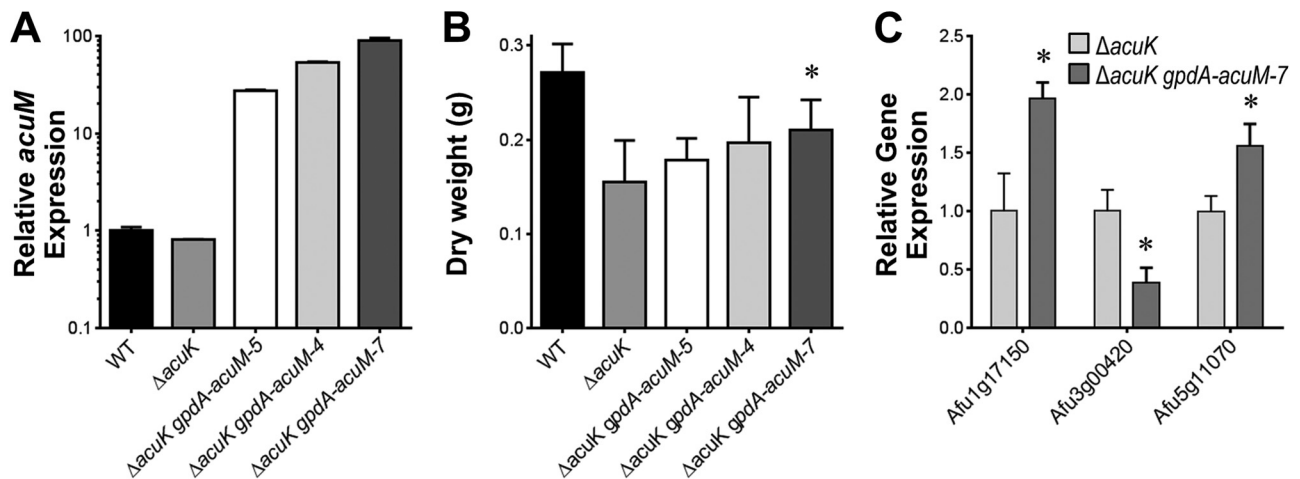 A
Relative acuM
Expression
100
10
1
0.1
WT
ΔacuK
ΔacuK gpdA-acuM-5
ΔacuK gpdA-acuM-4
ΔacuK gpdA-acuM-7
B
Dry weight (g)
0.3
0.2
0.1
0.0
*
WT
ΔacuK
ΔacuK gpdA-acuM-5
ΔacuK gpdA-acuM-4
ΔacuK gpdA-acuM-7
C
Relative Gene
Expression
2.5
2.0
1.5
1.0
0.5
0.0
ΔacuK
ΔacuK gpdA-acuM-7
*
*
*
Afu1g17150
Afu3g00420
Afu5g11070